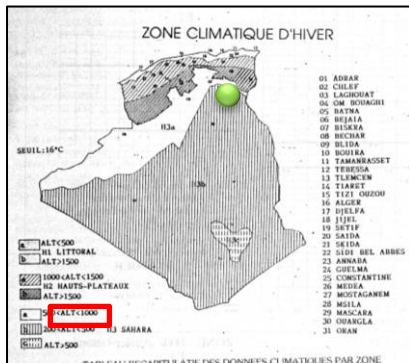 ZONE CLIMATIQUE D'HIVER
01 ADRAR
02 CHLEF
03 LAGHOUAT
04 OM BOUAGHI
05 BATNA
06 BEJAIA
07 BISKRA
08 BECHAR
09 BLIDA
10 BOUIRA
11 TAMANRASSET
12 TEBESSA
13 TLEMCEN
14 TIARET
15 TIZI OUZOU
16 ALGER
17 DJELFA
18 JIJEL
19 SETIF
20 SAIDA
21 SKIDA
22 SIDI BEL ABBES
23 ANNABA
24 GUELMA
25 CONSTANTINE
26 MEDEA
27 MOSTAGANEM
28 MSILA
29 MASCARA
30 OUARGLA
31 ORAN
H3a
H3b
SEUIL:16°C
a ALT<500
H1 LITTORAL
b ALT>1500
a 1000<ALT<1500
H2 HAUTS-PLATEAUX
b ALT>1500
a 500<ALT<1000
200<ALT<500 H3 SAHARA
c ALT>500
TABLEAU RECAPITULATIF DES DONNEES CLIMATIQUES PAR ZONE